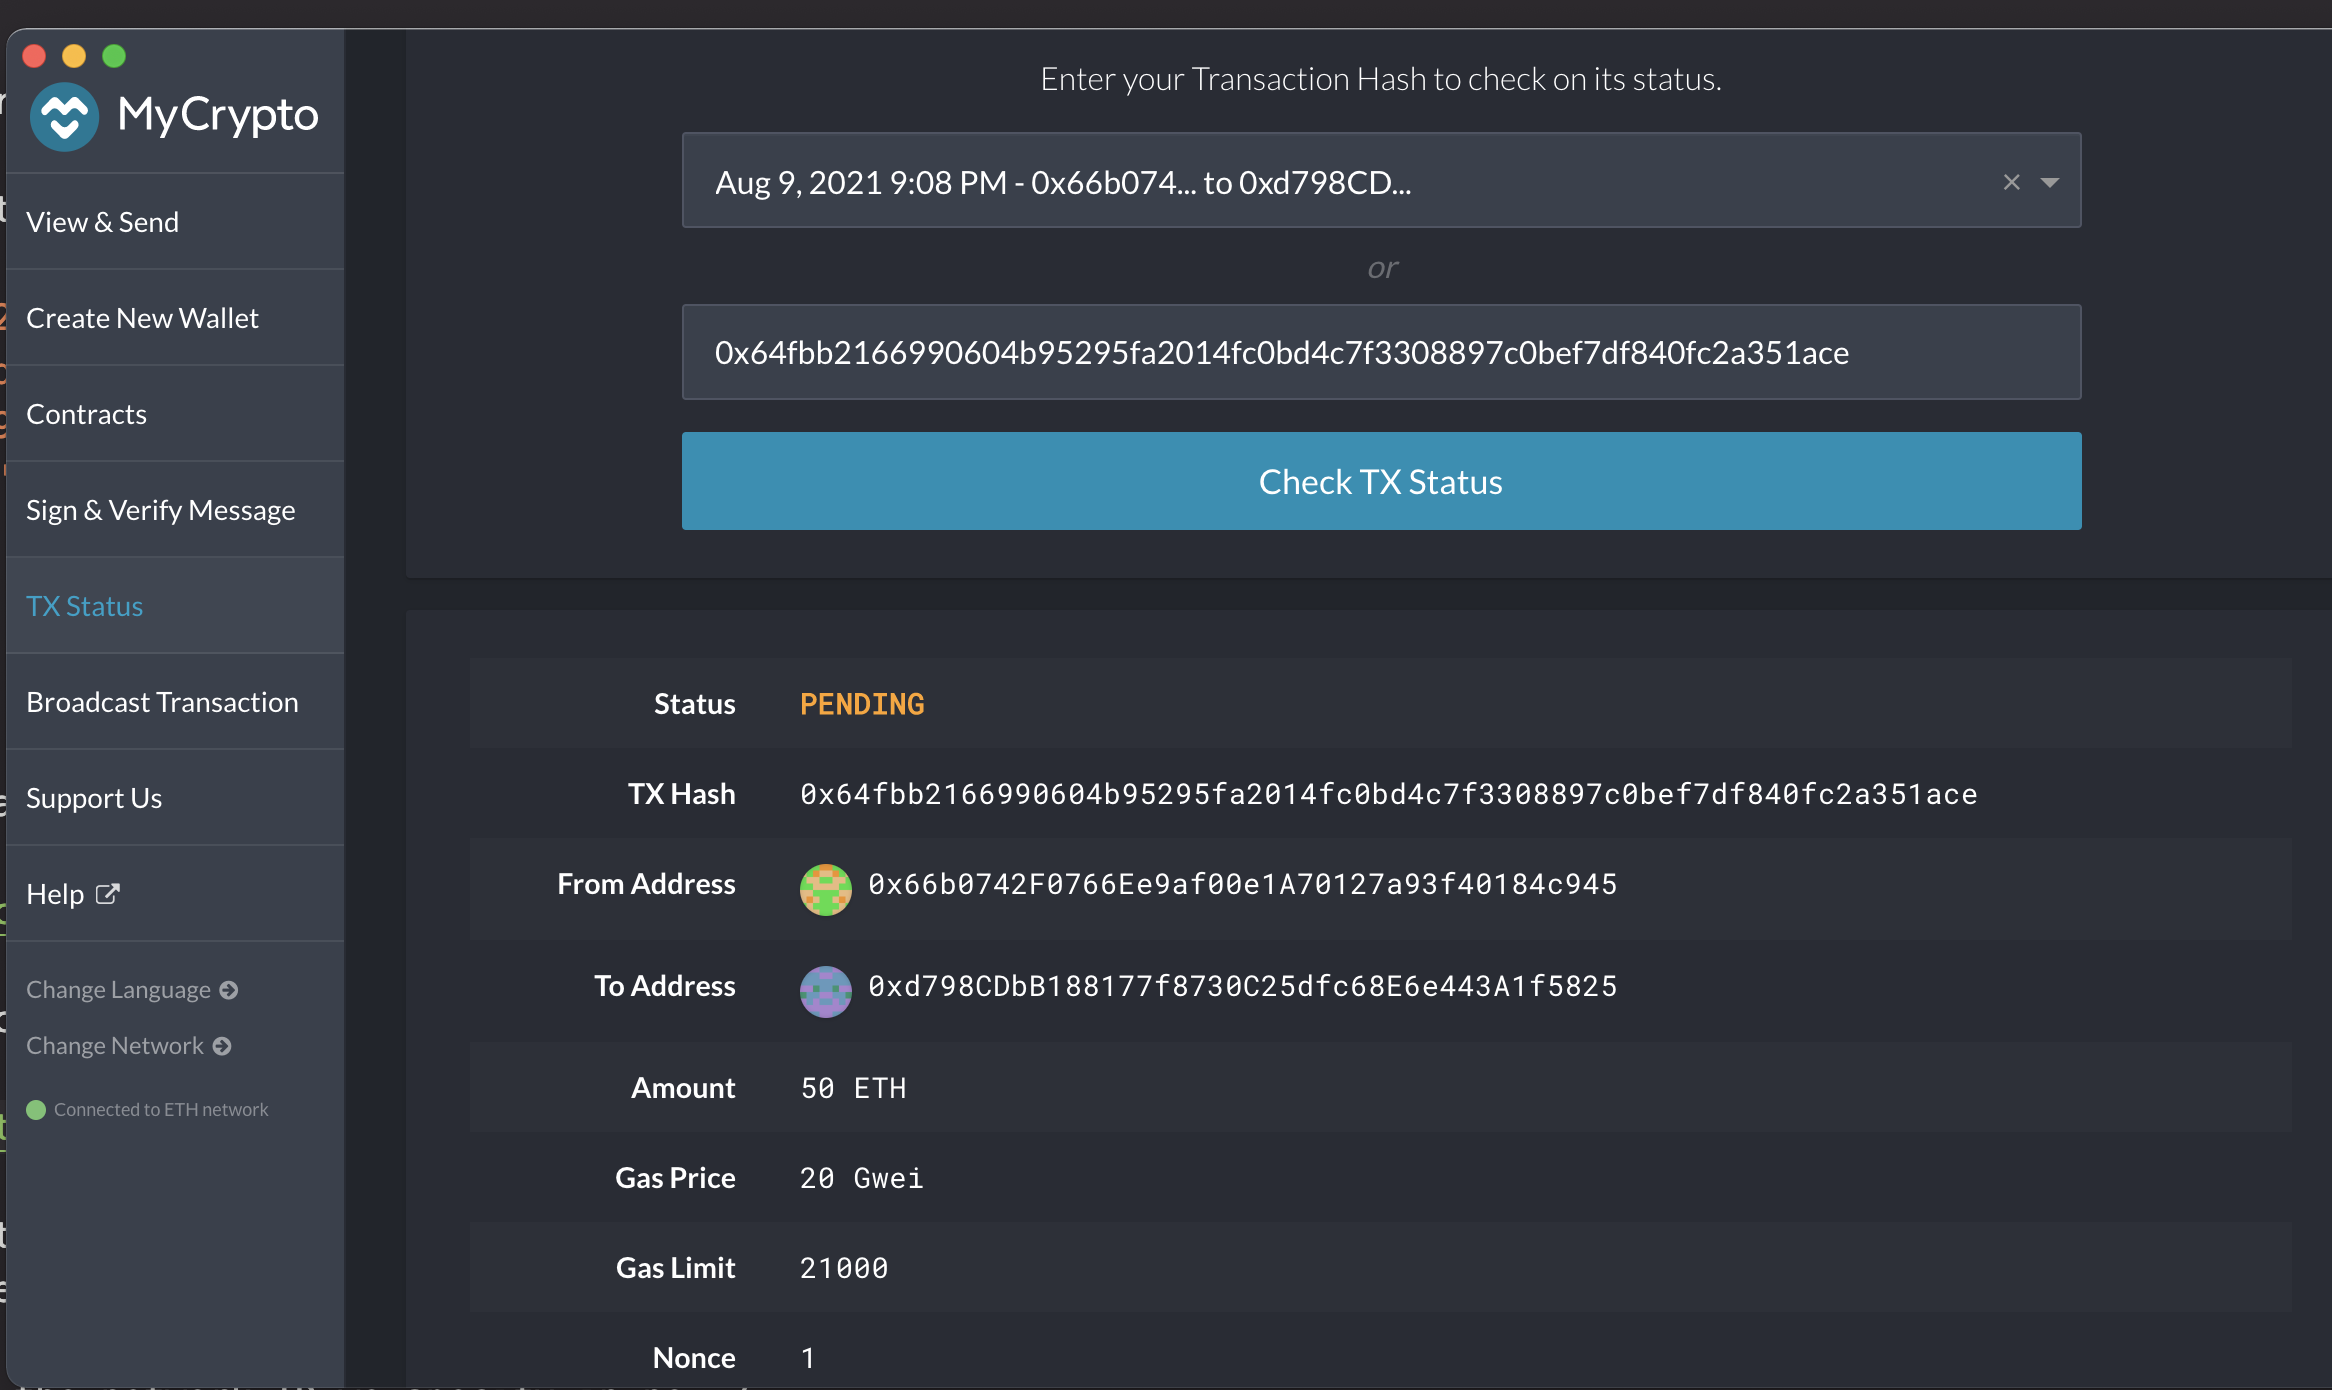 MyCrypto
View & Send
Create New Wallet
Contracts
Sign & Verify Message
TX Status
Broadcast Transaction
Support Us
Help
Change Language
Change Network
Connected to ETH network
Enter your Transaction Hash to check on its status.
Aug 9, 2021 9:08 PM - 0x66b074... to 0xd798CD...
or
0x64fbb2166990604b95295fa2014fc0bd4c7f3308897c0bef7df840fc2a351ace
Check TX Status
Status PENDING
TX Hash 0x64fbb2166990604b95295fa2014fc0bd4c7f3308897c0bef7df840fc2a351ace
From Address 0x66b0742F0766Ee9af00e1A70127a93f40184c945
To Address 0xd798CDbB188177f8730C25dfc68E6e443A1f5825
Amount 50 ETH
Gas Price 20 Gwei
Gas Limit 21000
Nonce 1